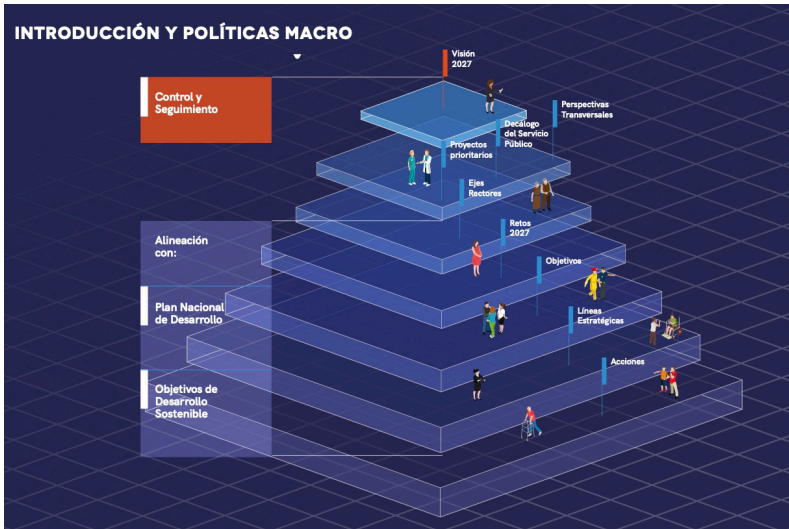 INTRODUCCIÓN Y POLÍTICAS MACRO
Visión
2027
Control y
Seguimiento
Perspectivas
Transversales
Decálogo
del Servicio
Público
Proyectos
prioritarios
Ejes
Rectores
Retos
2027
Alineación
con:
Objetivos
Plan Nacional
de Desarrollo
Líneas
Estratégicas
Acciones
Objetivos de
Desarrollo
Sostenible